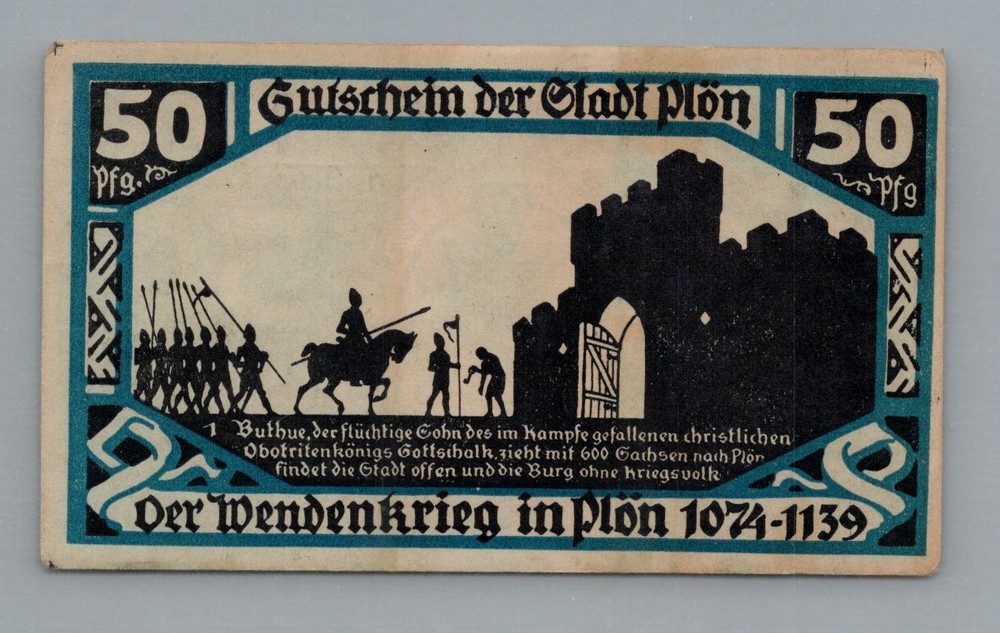 50 Pfg.
Gutschein der Stadt Plön
50 Pfg
1 Buthue, der flüchtige Sohn des im Kampfe gefallenen christlichen
Obotritenkönigs Gottschalk, zieht mit 600 Sachsen nach Plön
findet die Stadt offen und die Burg ohne Kriegsvolk
Der Wendenkrieg in Plön 1074-1139